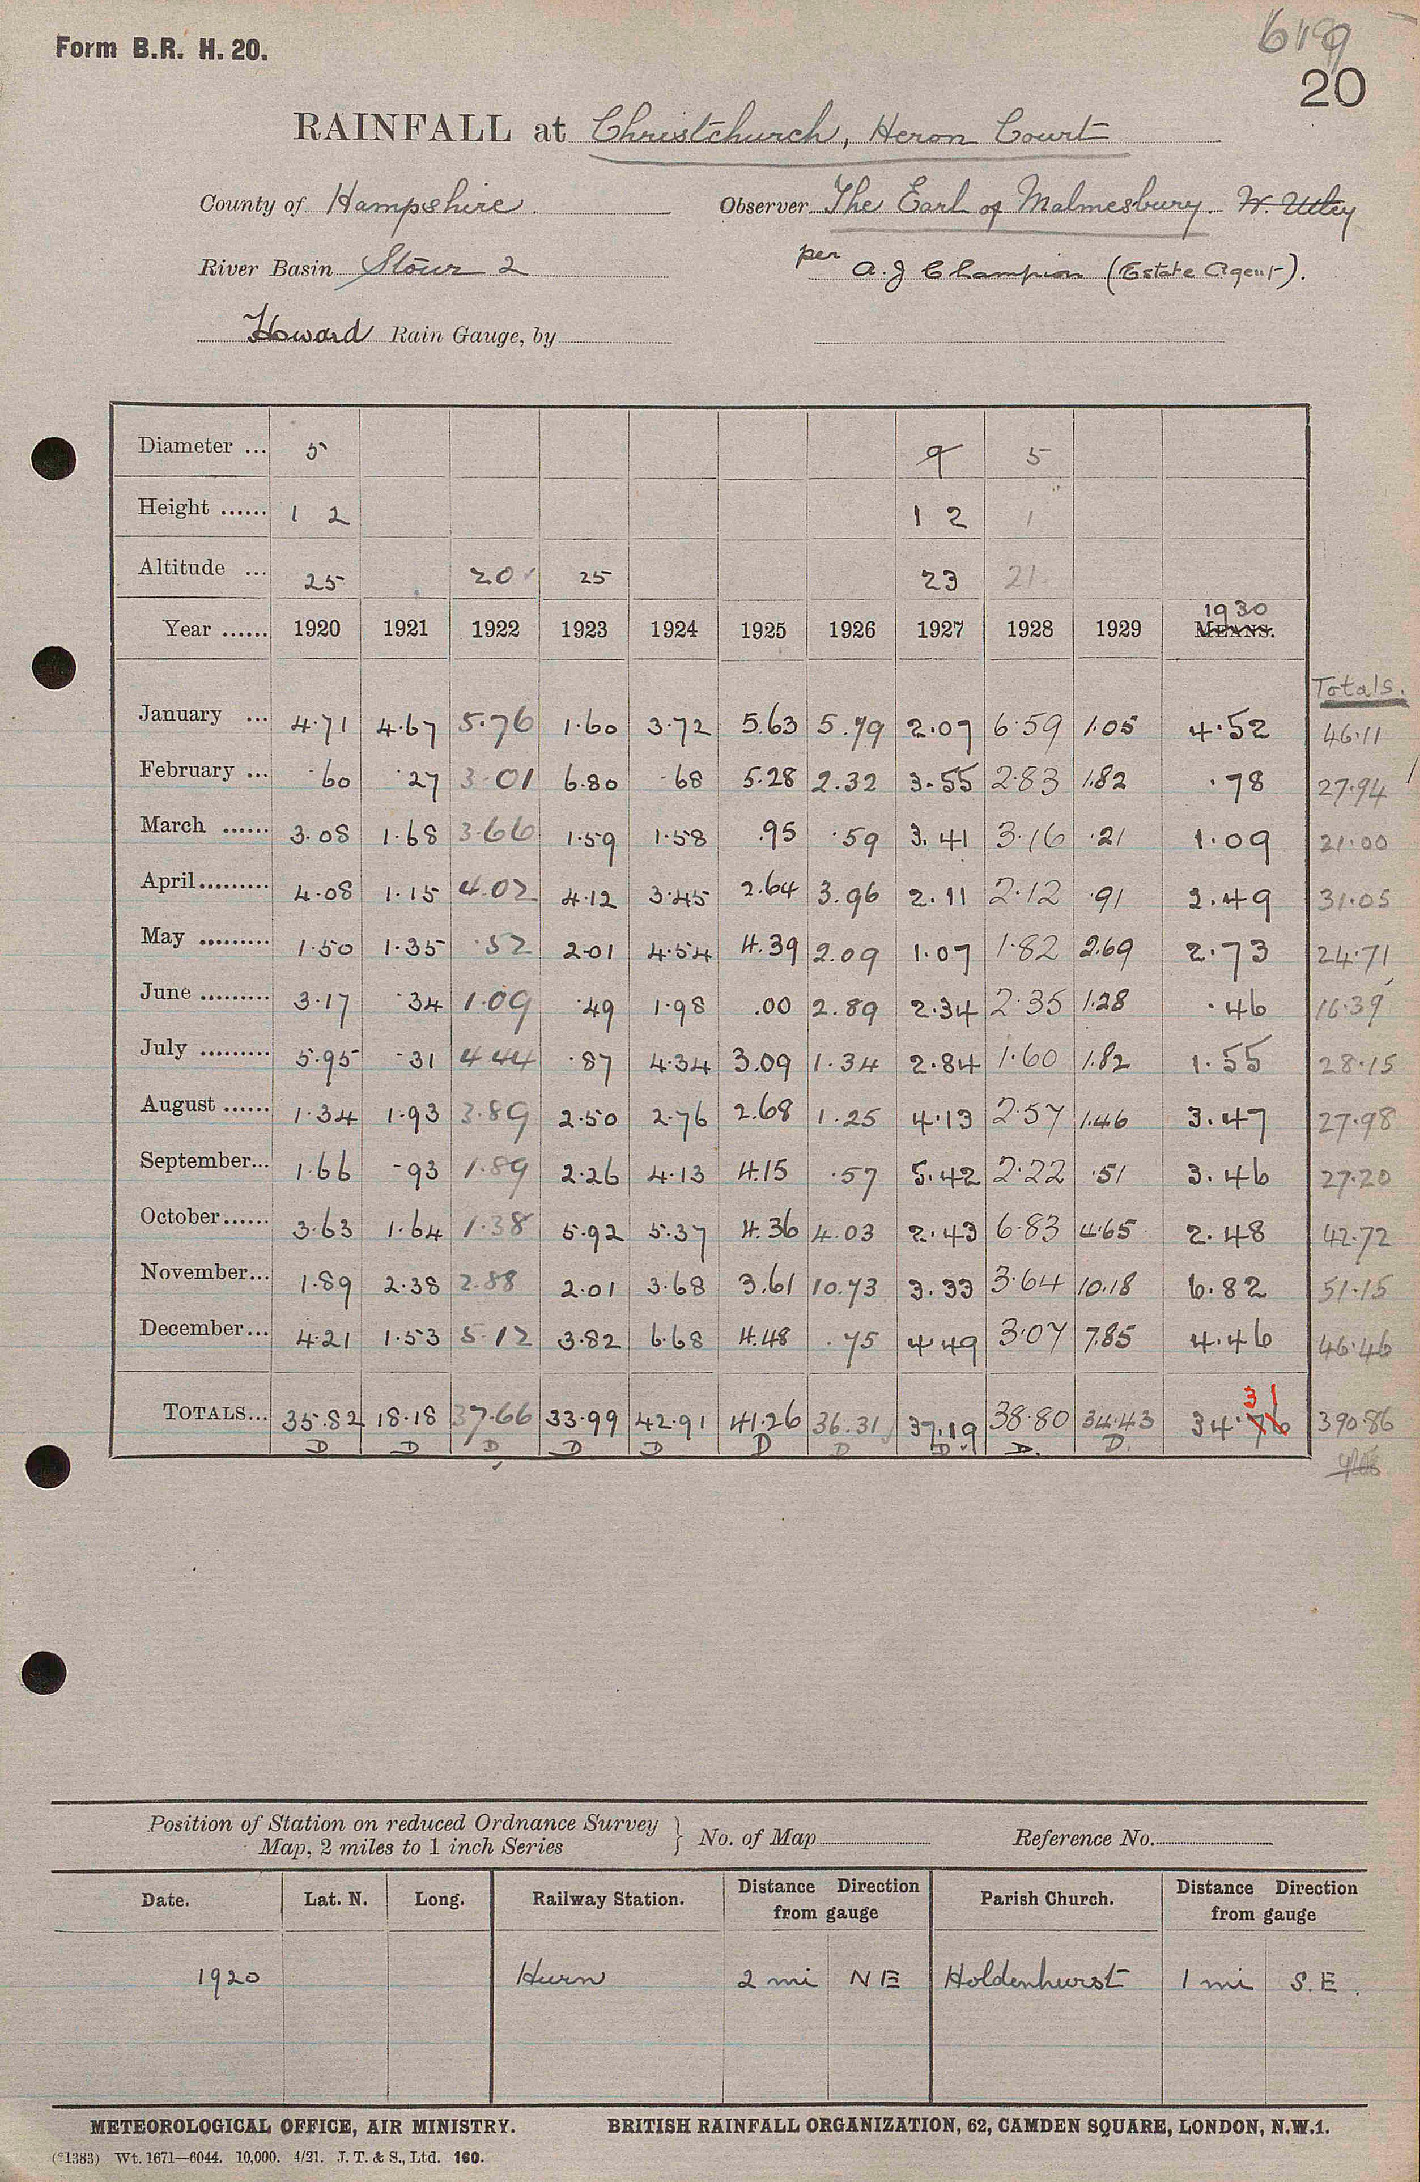 Form B.R. H. 20.
6119
20
RAINFALL at Christchurch, Heron Court
County of Hampshire Observer The Earl of Malmesbury. W. Utley
River Basin Stour 2 per A. J Champion (Estate Agent).
Howard Rain Gauge, by
Diameter ... 5 9 5
Height ...... 1 2 1 2 1
Altitude ... 25 20 25 23 21
1930
Year ...... 1920 1921 1922 1923 1924 1925 1926 1927 1928 1929 MEANS.
Totals.
January ... 4.71 4.67 5.76 1.60 3.72 5.63 5.79 2.07 6.59 1.05 4.52 46.11
February ... .60 .27 3.01 6.80 .68 5.28 2.32 3.55 2.83 1.82 .78 27.94
March ...... 3.08 1.68 3.66 1.59 1.58 .95 .59 3.41 3.16 .21 1.09 21.00
April......... 4.08 1.15 4.02 4.12 3.45 2.64 3.96 2.11 2.12 .91 2.49 31.05
May ......... 1.50 1.35 .52 2.01 4.54 4.39 2.09 1.07 1.82 2.69 2.73 24.71
June ......... 3.17 .34 1.09 .49 1.98 .00 2.89 2.34 2.35 1.28 .46 16.39
July ......... 5.95 .31 4.44 .87 4.34 3.09 1.34 2.84 1.60 1.82 1.55 28.15
August ...... 1.34 1.93 3.89 2.50 2.76 2.68 1.25 4.13 2.57 1.46 3.47 27.98
September... 1.66 .93 1.89 2.26 4.13 4.15 .57 5.42 2.22 .51 3.46 27.20
October...... 3.63 1.64 1.38 5.92 5.37 4.36 4.03 2.43 6.83 4.65 2.48 42.72
November... 1.89 2.38 2.88 2.01 3.68 3.61 10.73 3.33 3.64 10.18 6.82 51.15
December... 4.21 1.53 5.12 3.82 6.68 4.48 .75 4.49 3.07 7.85 4.46 46.46
31
TOTALS... 35.82 18.18 37.66 33.99 42.91 41.26 36.31 37.19 38.80 34.43 34.76 390.86
D D D D D D D D D. D.
Position of Station on reduced Ordnance Survey
Map, 2 miles to 1 inch Series } No. of Map Reference No.
Date. Lat. N. Long. Railway Station. Distance Direction from gauge Parish Church. Distance Direction from gauge
1920 Hurn 2 mi N E Holdenhurst 1 mi S. E.
METEOROLOGICAL OFFICE, AIR MINISTRY. BRITISH RAINFALL ORGANIZATION, 62, CAMDEN SQUARE, LONDON, N.W.1.
(*1383) Wt. 1671—6044. 10,000. 4/21. J. T. & S., Ltd. 160.